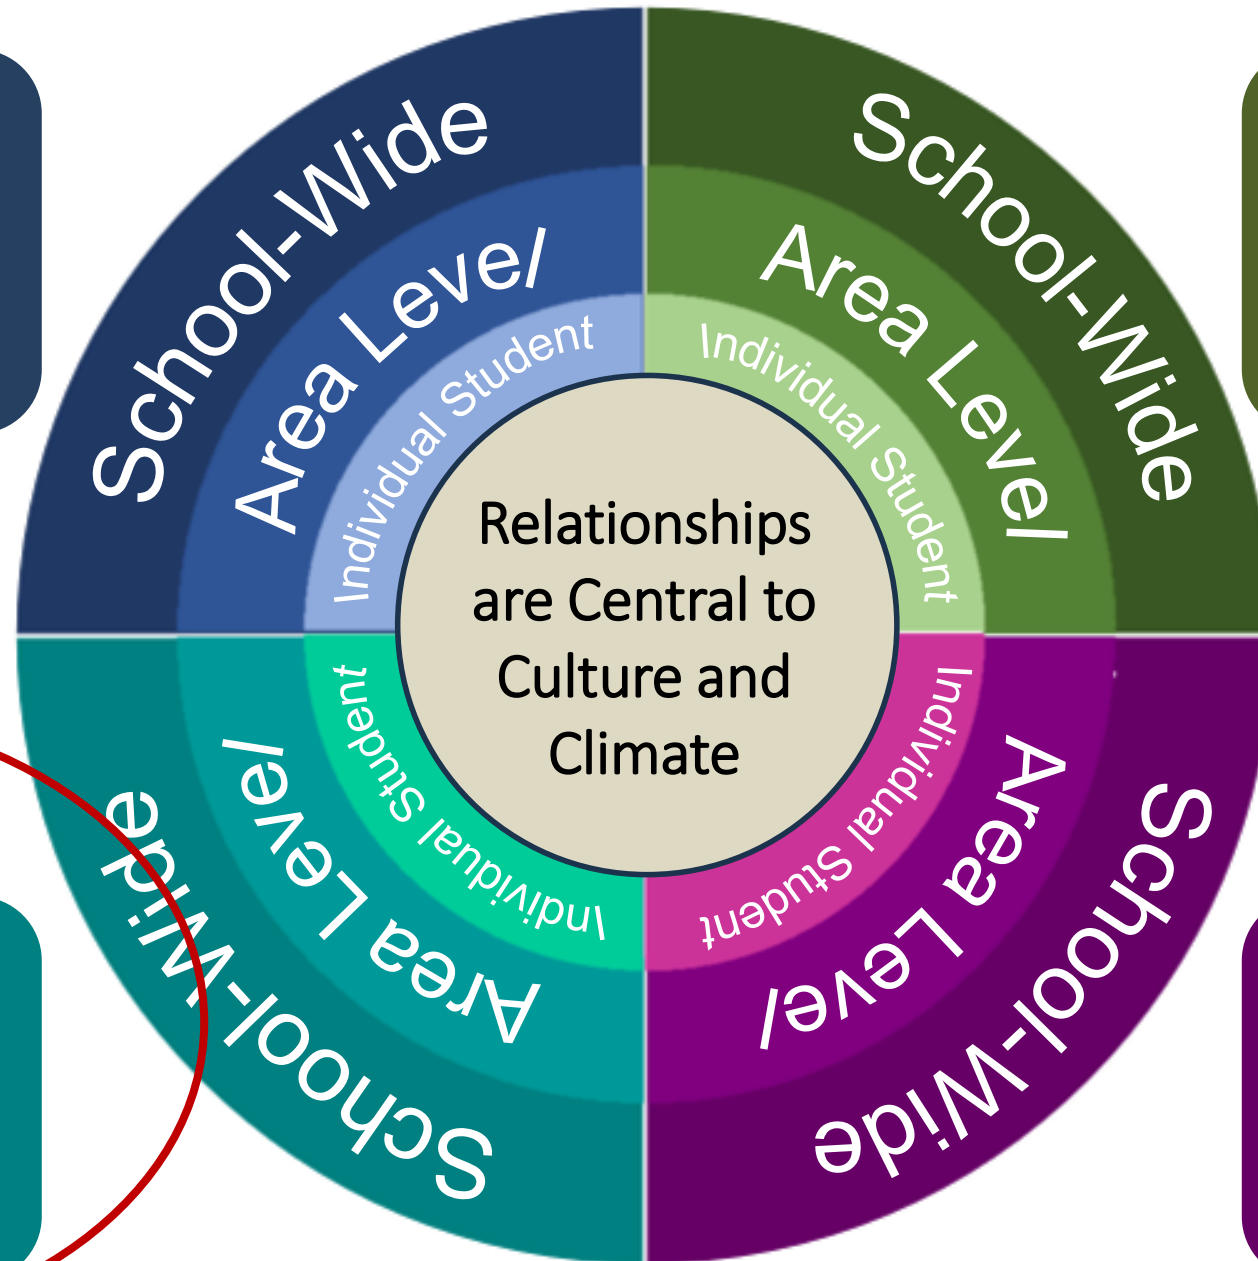 School-Wide
Area Level
Individual Student
School-Wide
Area Level
Individual Student
Relationships
are Central to
Culture and
Climate
Individual Student
Area Level
School-Wide
Individual Student
Area Level
School-Wide